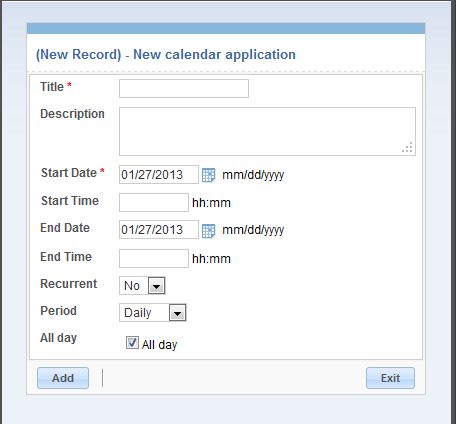 (New Record) - New calendar application
Title *
Description
Start Date * 01/27/2013 mm/dd/yyyy
Start Time hh:mm
End Date 01/27/2013 mm/dd/yyyy
End Time hh:mm
Recurrent No
Period Daily
All day All day
Add Exit